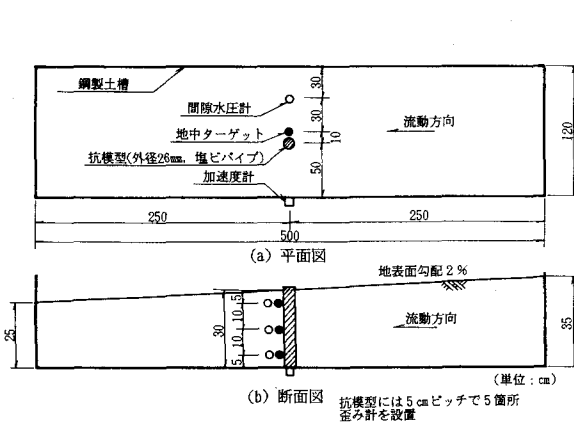 鋼製土槽
間隙水圧計
地中ターゲット
抗模型(外径26mm, 塩ビパイプ)
加速度計
流動方向
30
30
10
50
120
250
250
500
(a) 平面図
地表面勾配2%
流動方向
25
30
5
10
10
5
35
(単位:cm)
(b) 断面図
抗模型には5cmピッチで5箇所
歪み計を設置